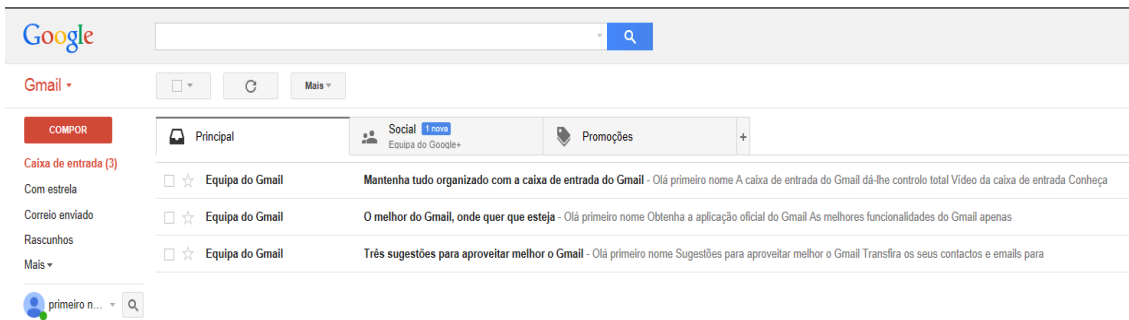 Google
Gmail
Mais
COMPOR
Principal
Social 1 nova
Equipa do Google+
Promoções
+
Caixa de entrada (3)
Com estrela
Correio enviado
Rascunhos
Mais
primeiro n...
Equipa do Gmail Mantenha tudo organizado com a caixa de entrada do Gmail - Olá primeiro nome A caixa de entrada do Gmail dá-lhe controlo total Vídeo da caixa de entrada Conheça
Equipa do Gmail O melhor do Gmail, onde quer que esteja - Olá primeiro nome Obtenha a aplicação oficial do Gmail As melhores funcionalidades do Gmail apenas
Equipa do Gmail Três sugestões para aproveitar melhor o Gmail - Olá primeiro nome Sugestões para aproveitar melhor o Gmail Transfira os seus contactos e emails para